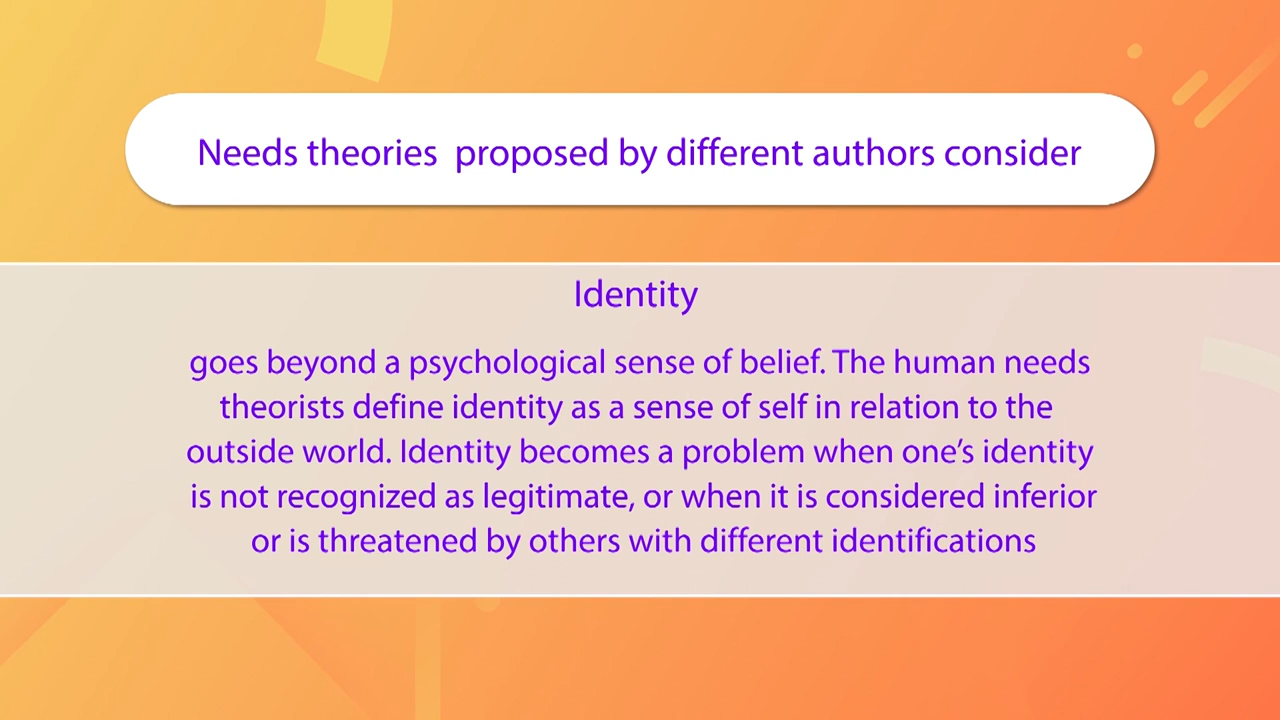 Needs theories  proposed by different authors consider
Identity
goes beyond a psychological sense of belief. The human needs
theorists define identity as a sense of self in relation to the
outside world. Identity becomes a problem when one’s identity
is not recognized as legitimate, or when it is considered inferior
or is threatened by others with different identifications